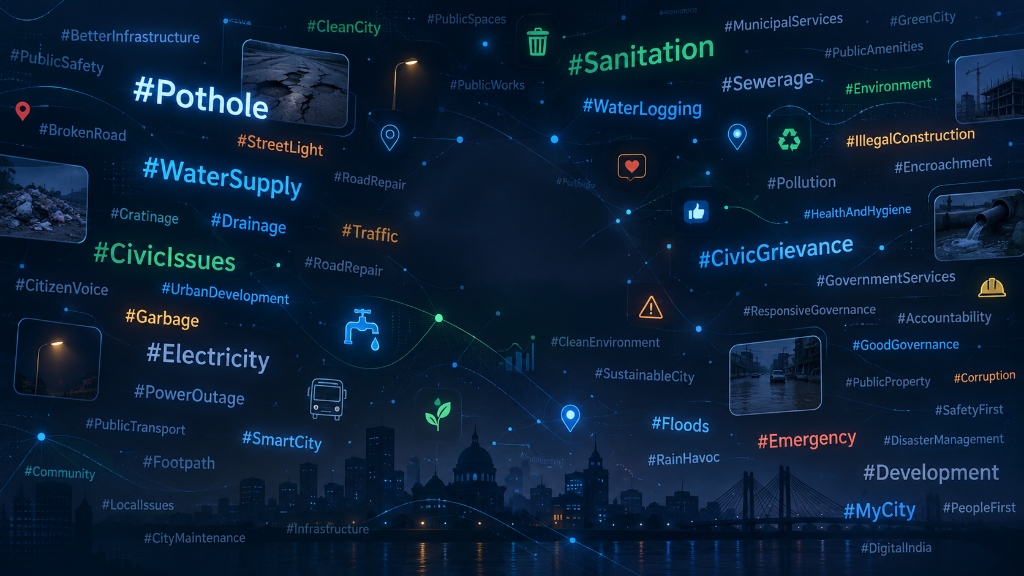 #PublicSpaces
#MunicipalServices
#GreenCity
#CleanCity
#BetterInfrastructure
#Sanitation
#PublicAmenities
#PublicSafety
#PublicWorks
#Sewerage
#Environment
#Pothole
#WaterLogging
#BrokenRoad
#IllegalConstruction
#StreetLight
#Encroachment
#WaterSupply
#RoadRepair
#Pollution
#Cratinage
#Drainage
#HealthAndHygiene
#Traffic
#CivicGrievance
#CivicIssues
#RoadRepair
#GovernmentServices
#CitizenVoice
#UrbanDevelopment
#ResponsiveGovernance
#Accountability
#Garbage
#CleanEnvironment
#GoodGovernance
#Electricity
#SustainableCity
#PublicProperty
#Corruption
#PowerOutage
#SafetyFirst
#PublicTransport
#Floods
#SmartCity
#Emergency
#DisasterManagement
#Footpath
#RainHavoc
#Community
#Development
#LocalIssues
#MyCity
#PeopleFirst
#Infrastructure
#CityMaintenance
#DigitalIndia